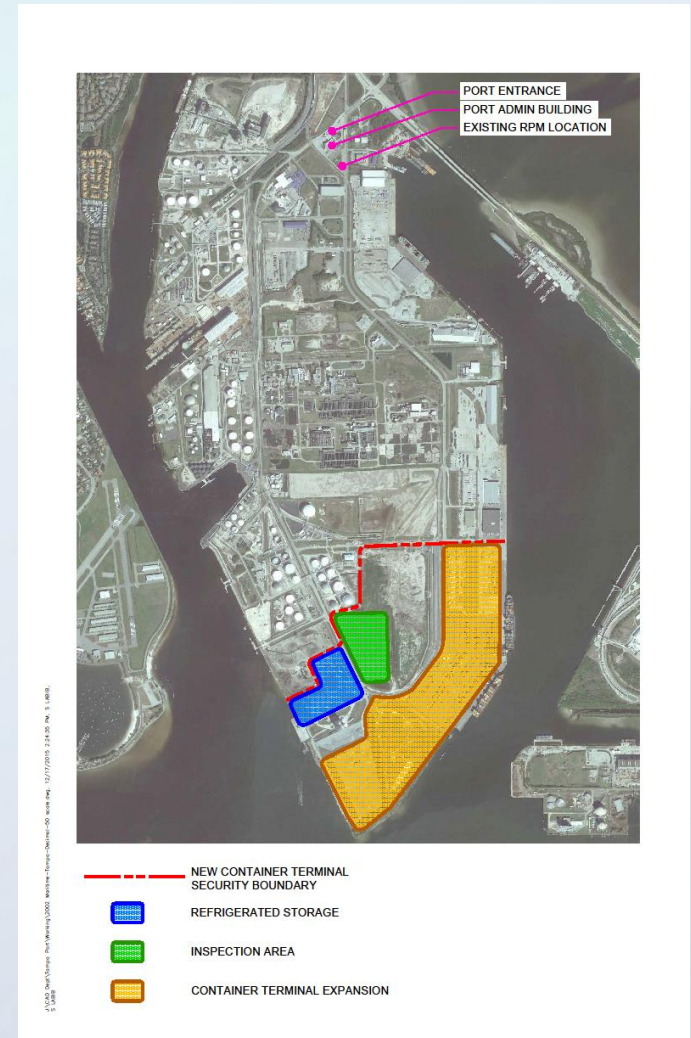 PORT ENTRANCE
PORT ADMIN BUILDING
EXISTING RPM LOCATION
NEW CONTAINER TERMINAL
SECURITY BOUNDARY
REFRIGERATED STORAGE
INSPECTION AREA
CONTAINER TERMINAL EXPANSION